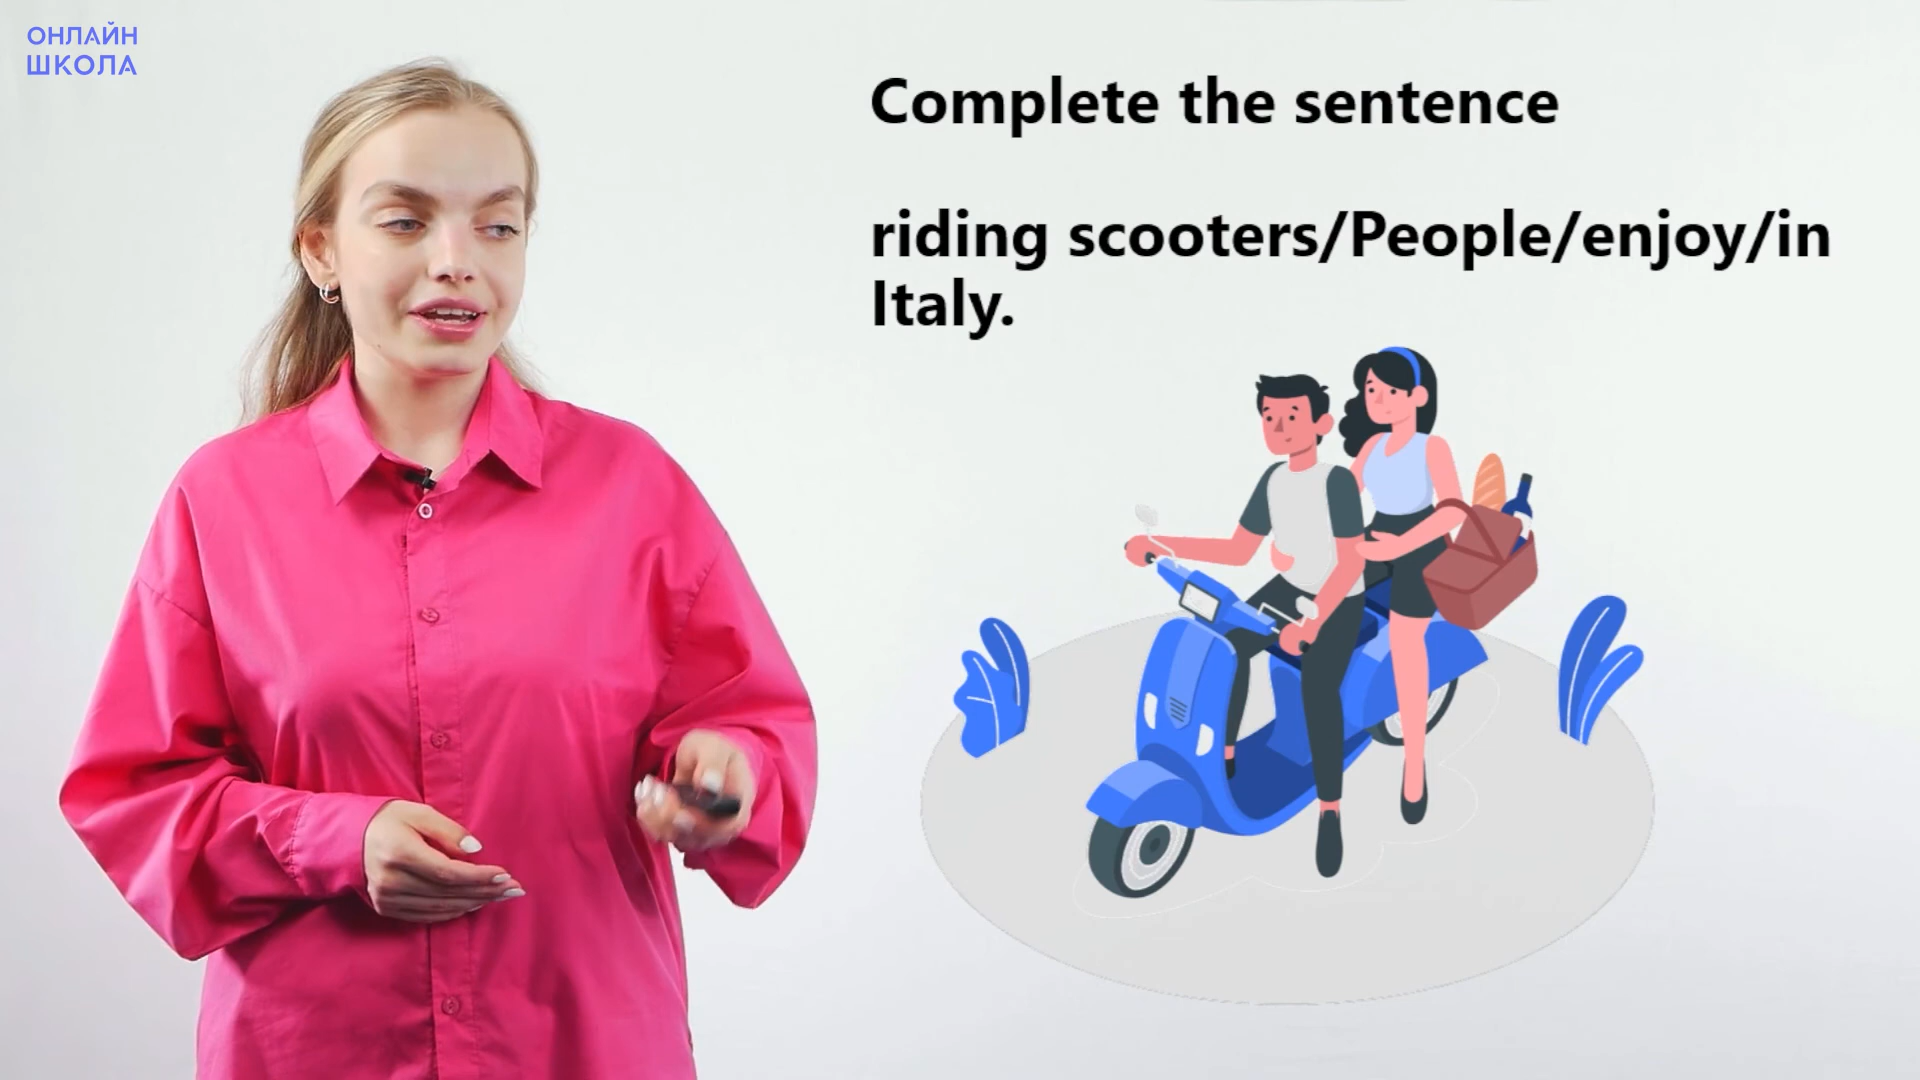 ОНЛАЙН
ШКОЛА
Complete the sentence
riding scooters/People/enjoy/in
Italy.